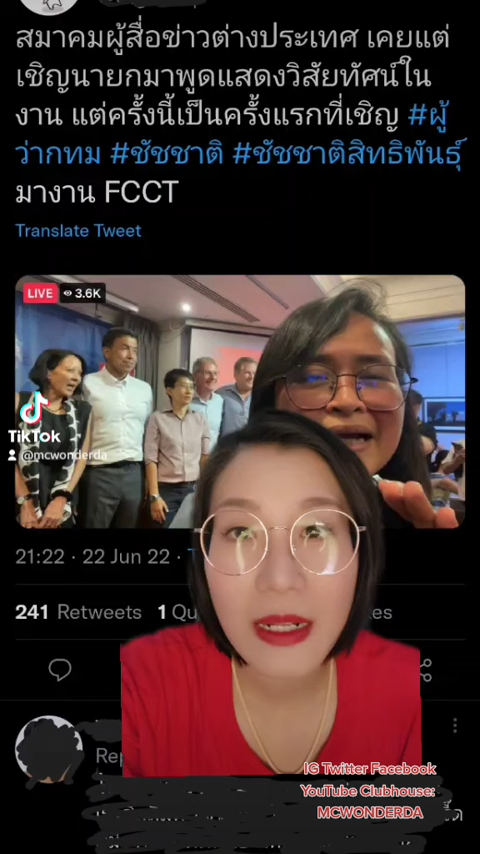 สมาคมผู้สื่อข่าวต่างประเทศ เคยแต่
เชิญนายกมาพูดแสดงวิสัยทัศน์ใน
งาน แต่ครั้งนี้เป็นครั้งแรกที่เชิญ #ผู้
ว่ากทม #ชัชชาติ #ชัชชาติสิทธิพันธุ์
มางาน FCCT
Translate Tweet
LIVE 3.6K
TikTok
@mcwonderda
21:22 · 22 Jun 22 ·
241 Retweets 1
IG Twitter Facebook
YouTube Clubhouse:
MCWONDERDA